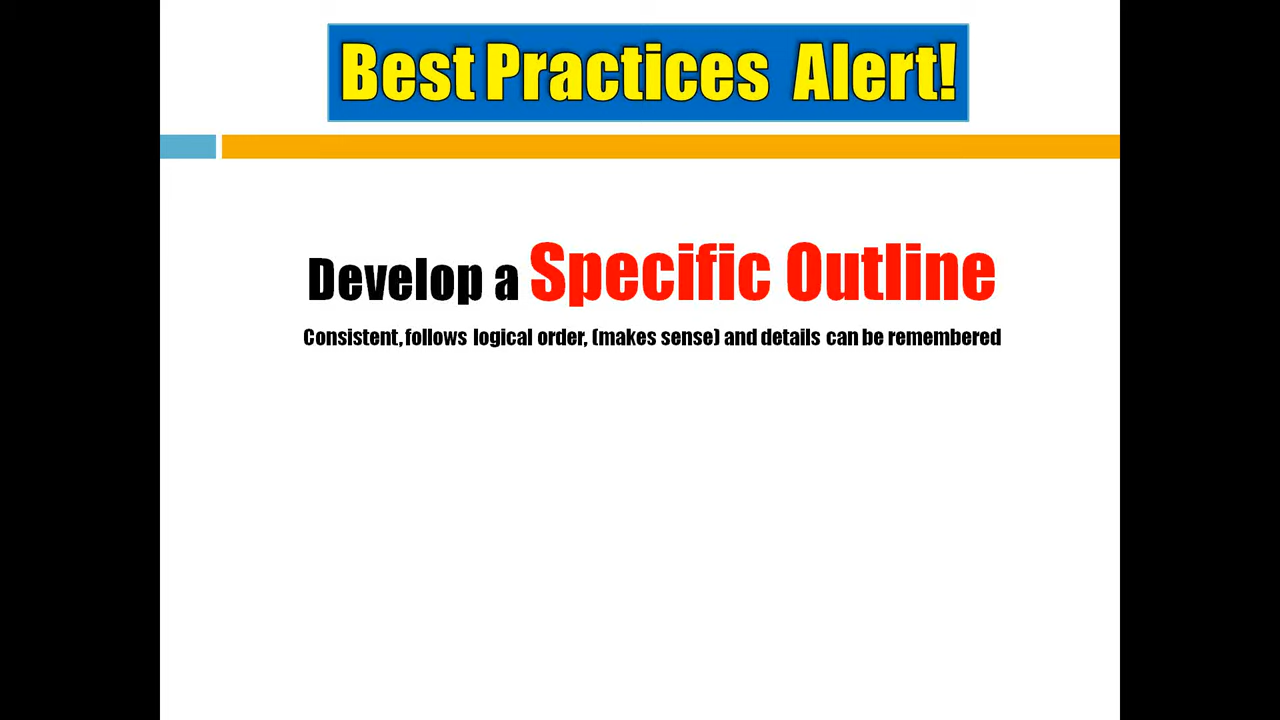 Best Practices Alert!
Develop a Specific Outline
Consistent, follows logical order, (makes sense) and details can be remembered